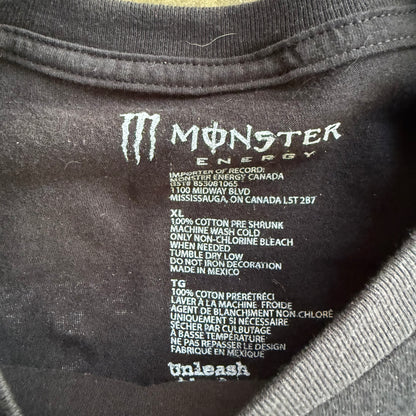 MONSTER
ENERGY
IMPORTER OF RECORD:
MONSTER ENERGY CANADA
GST# 853081065
1100 MIDWAY BLVD
MISSISSAUGA, ON CANADA L5T 2B7
XL
100% COTTON PRE SHRUNK
MACHINE WASH COLD
ONLY NON-CHLORINE BLEACH
WHEN NEEDED
TUMBLE DRY LOW
DO NOT IRON DECORATION
MADE IN MEXICO
TG
100% COTON PRERÉTRÉCI
LAVER À LA MACHINE FROIDE
AGENT DE BLANCHIMENT NON-CHLORÉ
UNIQUEMENT SI NÉCESSAIRE
SÉCHER PAR CULBUTAGE
À BASSE TEMPÉRATURE
NE PAS REPASSER LE DESIGN
FABRIQUÉ EN MEXIQUE
Unleash